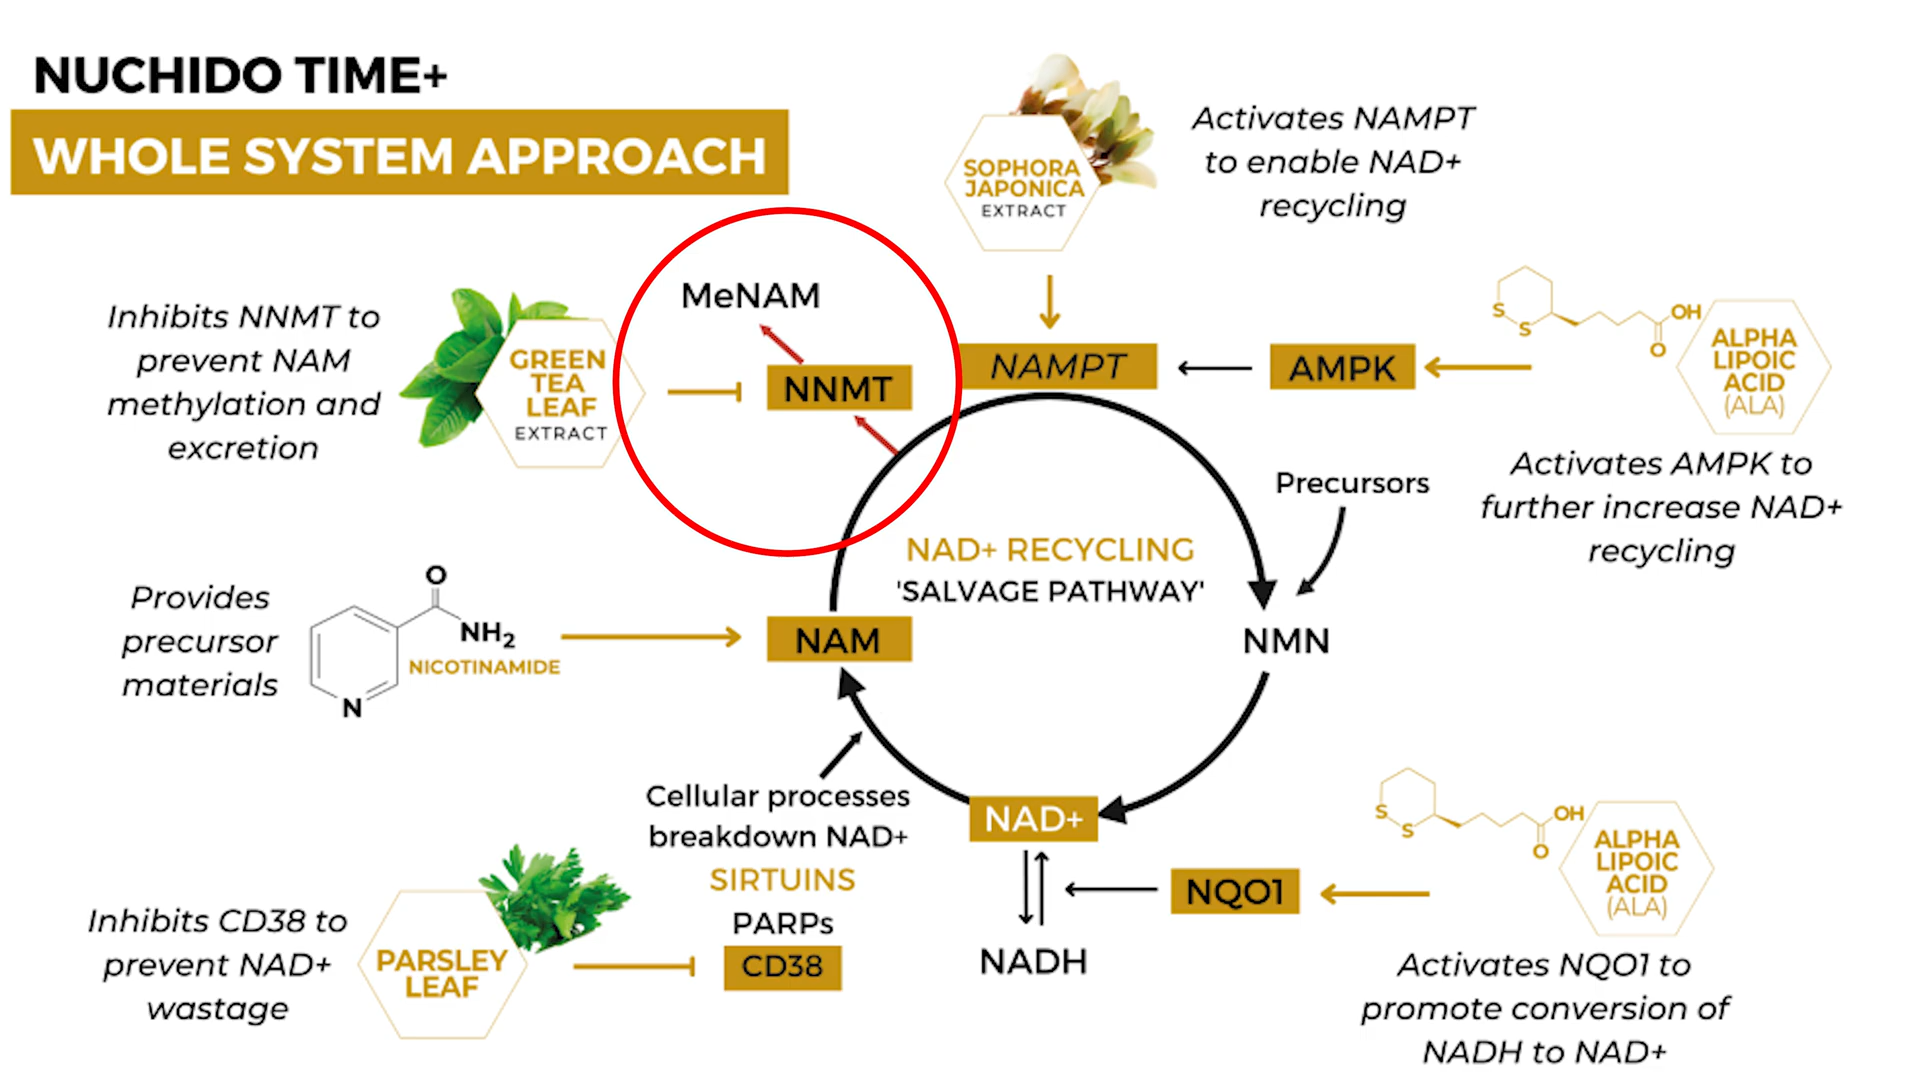 NUCHIDO TIME+
WHOLE SYSTEM APPROACH
SOPHORA
JAPONICA
EXTRACT
Activates NAMPT
to enable NAD+
recycling
Inhibits NNMT to
prevent NAM
methylation and
excretion
GREEN
TEA
LEAF
EXTRACT
MeNAM
NNMT
NAMPT
AMPK
S
S
OH
O
ALPHA
LIPOIC
ACID
(ALA)
Activates AMPK to
further increase NAD+
recycling
Precursors
NAD+ RECYCLING
'SALVAGE PATHWAY'
Provides
precursor
materials
O
NH2
NICOTINAMIDE
N
NAM
NMN
Cellular processes
breakdown NAD+
SIRTUINS
PARPs
CD38
NAD+
NADH
NQO1
S
S
OH
O
ALPHA
LIPOIC
ACID
(ALA)
Inhibits CD38 to
prevent NAD+
wastage
PARSLEY
LEAF
Activates NQO1 to
promote conversion of
NADH to NAD+